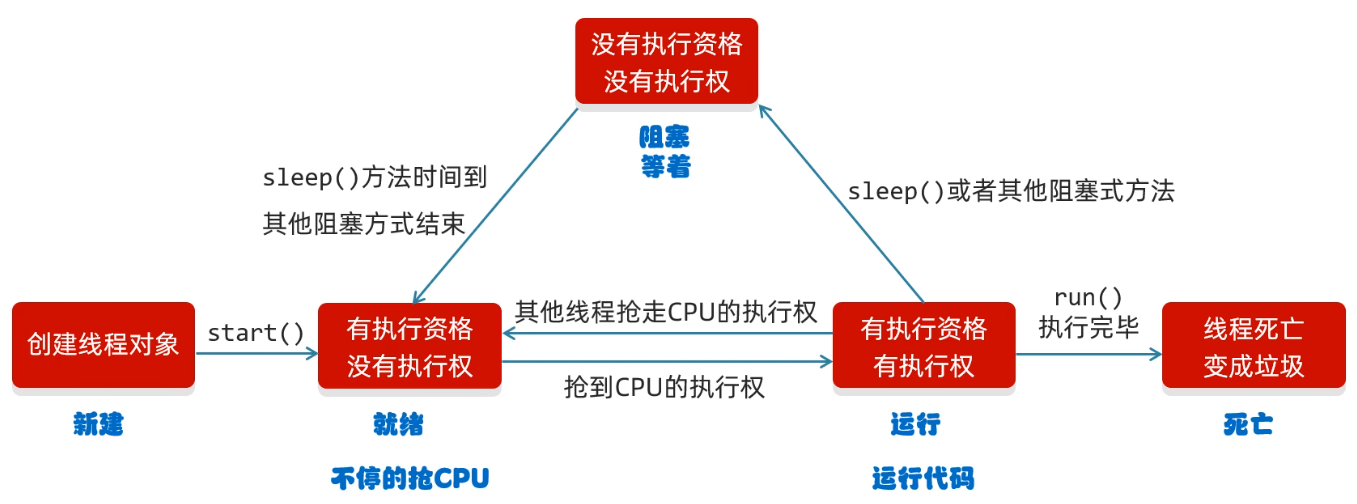 没有执行资格
没有执行权
阻塞
等着
sleep()方法时间到
其他阻塞方式结束
sleep()或者其他阻塞式方法
创建线程对象
新建
start()
有执行资格
没有执行权
就绪
不停的抢CPU
其他线程抢走CPU的执行权
抢到CPU的执行权
有执行资格
有执行权
运行
运行代码
run()
执行完毕
线程死亡
变成垃圾
死亡